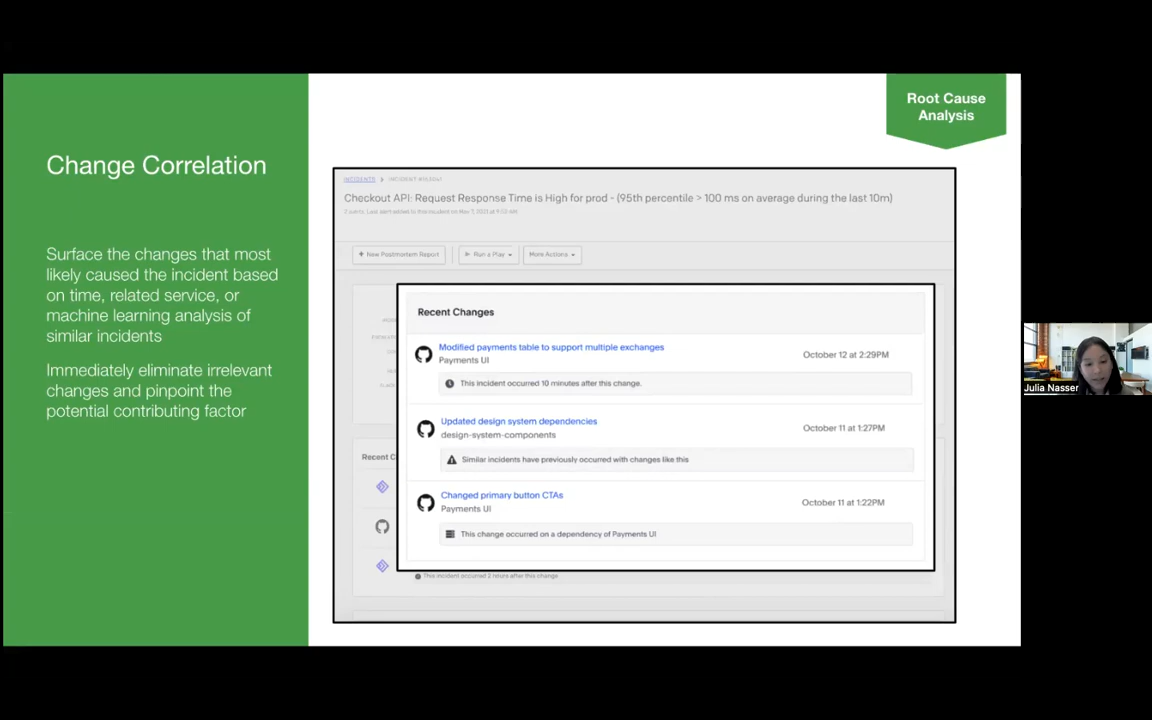 Root Cause
Analysis
Change Correlation
Surface the changes that most
likely caused the incident based
on time, related service, or
machine learning analysis of
similar incidents
Immediately eliminate irrelevant
changes and pinpoint the
potential contributing factor
INCIDENTS
Checkout API: Request Response Time is High for prod - (95th percentile > 100 ms on average during the last 10m)
+ New Postmortem Report
Run a Play
More Actions
Recent Changes
Modified payments table to support multiple exchanges
October 12 at 2:29PM
Payments UI
This incident occurred 10 minutes after this change.
Updated design system dependencies
October 11 at 1:27PM
design-system-components
Similar incidents have previously occurred with changes like this
Changed primary button CTAs
October 11 at 1:22PM
Payments UI
This change occurred on a dependency of Payments UI
Recent C
This incident occurred 2 hours after this change
Julia Nasser